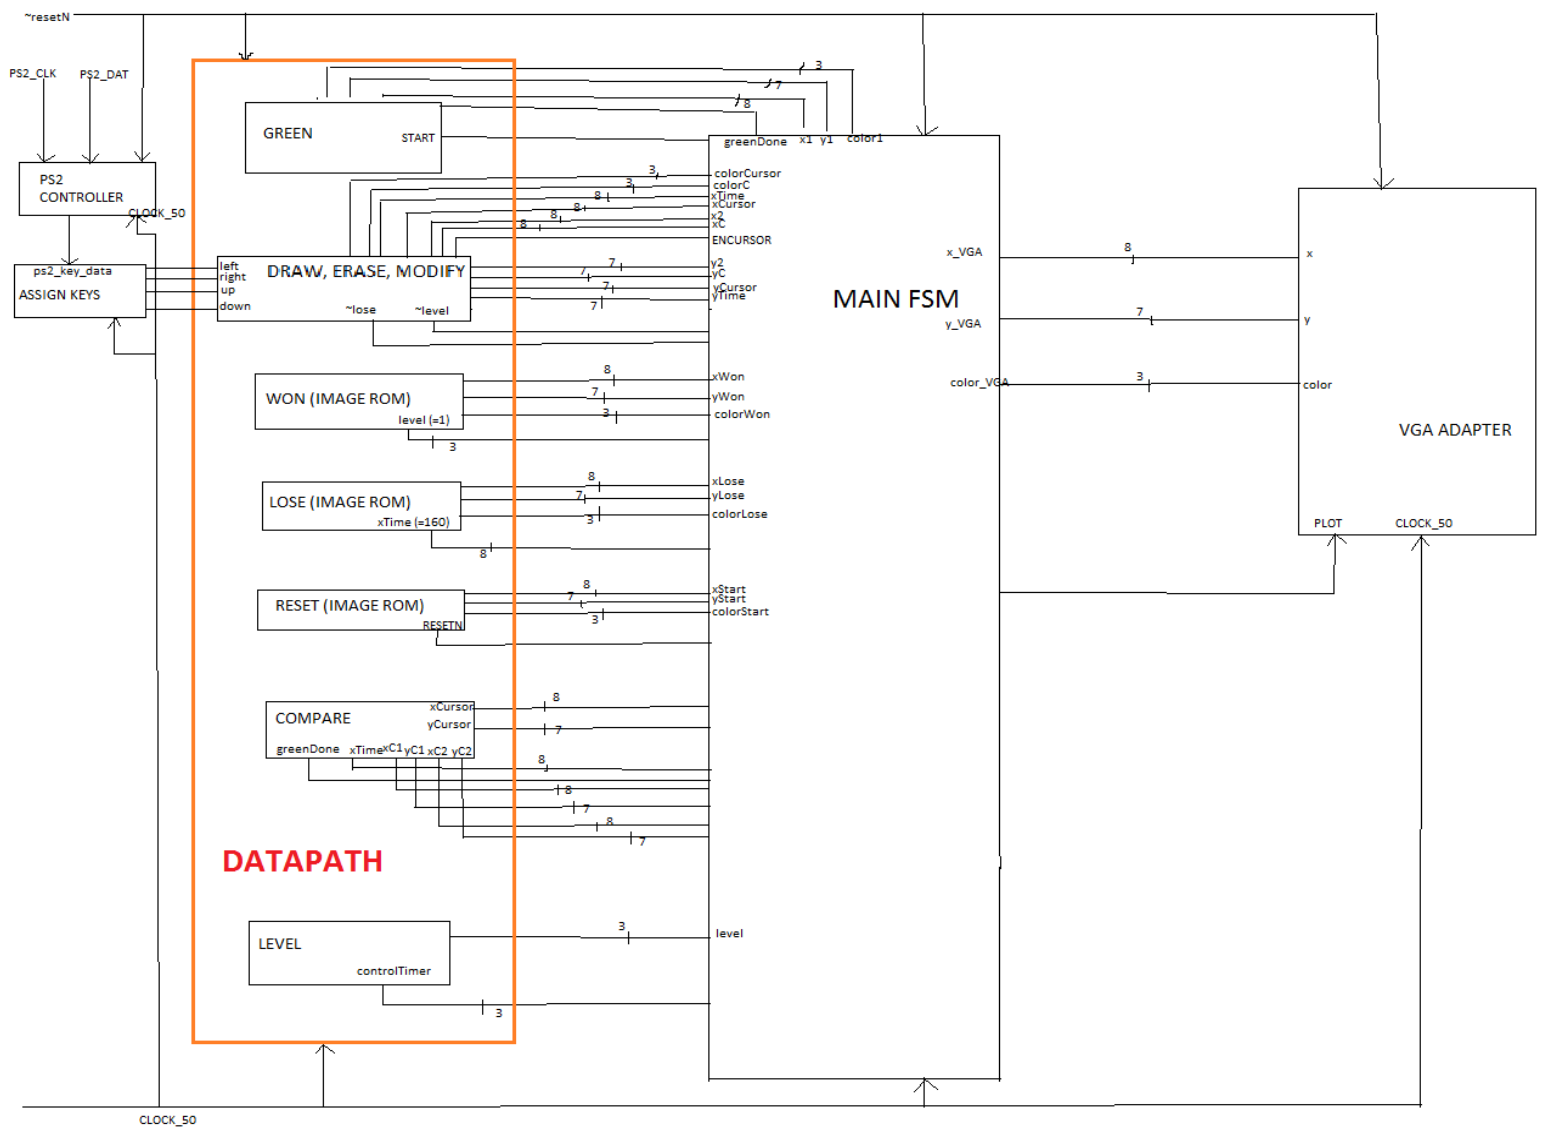 ~resetN
PS2_CLK
PS2_DAT
PS2
CONTROLLER
CLOCK_50
ps2_key_data
ASSIGN KEYS
GREEN
START
3
7
8
greenDone
x1
y1
color1
left
right
up
down
DRAW, ERASE, MODIFY
~lose
~level
3
3
8
8
8
8
colorCursor
colorC
xTime
xCursor
x2
xC
ENCURSOR
7
7
7
7
y2
yC
yCursor
yTime
MAIN FSM
x_VGA
y_VGA
color_VGA
8
7
3
x
y
color
VGA ADAPTER
PLOT
CLOCK_50
WON (IMAGE ROM)
level (=1)
8
7
3
3
xWon
yWon
colorWon
LOSE (IMAGE ROM)
xTime (=160)
8
7
3
8
xLose
yLose
colorLose
RESET (IMAGE ROM)
RESETN
8
7
3
xStart
yStart
colorStart
COMPARE
xCursor
yCursor
greenDone
xTime
xC1
yC1
xC2
yC2
8
7
8
8
7
8
7
DATAPATH
LEVEL
controlTimer
3
level
3
CLOCK_50